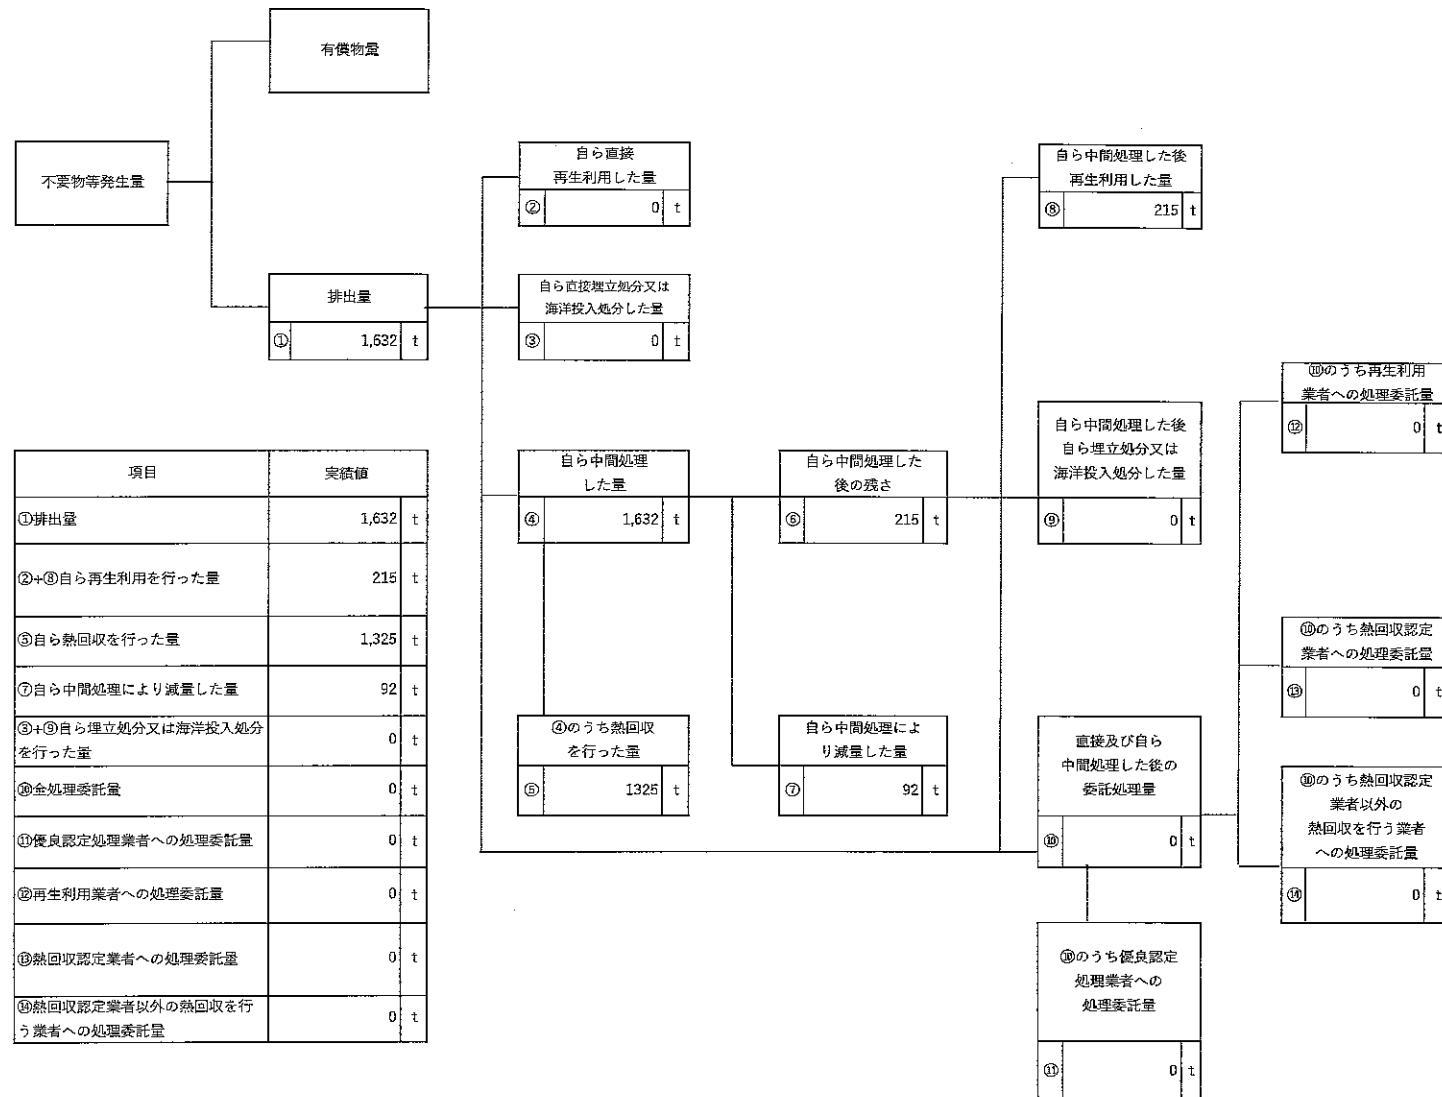 有償物量
不要物等発生量
排出量
① 1,632 t
自ら直接
再生利用した量
② 0 t
自ら直接埋立処分又は
海洋投入処分した量
③ 0 t
自ら中間処理
した量
④ 1,632 t
④のうち熱回収
を行った量
⑤ 1325 t
自ら中間処理した
後の残さ
⑥ 215 t
自ら中間処理によ
り減量した量
⑦ 92 t
自ら中間処理した後
再生利用した量
⑧ 215 t
自ら中間処理した後
自ら埋立処分又は
海洋投入処分した量
⑨ 0 t
直接及び自ら
中間処理した後の
委託処理量
⑩ 0 t
⑩のうち優良認定
処理業者への
処理委託量
⑪ 0 t
⑩のうち再生利用
業者への処理委託量
⑫ 0 t
⑩のうち熱回収認定
業者への処理委託量
⑬ 0 t
⑩のうち熱回収認定
業者以外の
熱回収を行う業者
への処理委託量
⑭ 0 t
項目 実績値
①排出量 1,632 t
②+⑧自ら再生利用を行った量 215 t
⑤自ら熱回収を行った量 1,325 t
⑦自ら中間処理により減量した量 92 t
③+⑨自ら埋立処分又は海洋投入処分
を行った量 0 t
⑩全処理委託量 0 t
⑪優良認定処理業者への処理委託量 0 t
⑫再生利用業者への処理委託量 0 t
⑬熱回収認定業者への処理委託量 0 t
⑭熱回収認定業者以外の熱回収を行
う業者への処理委託量 0 t